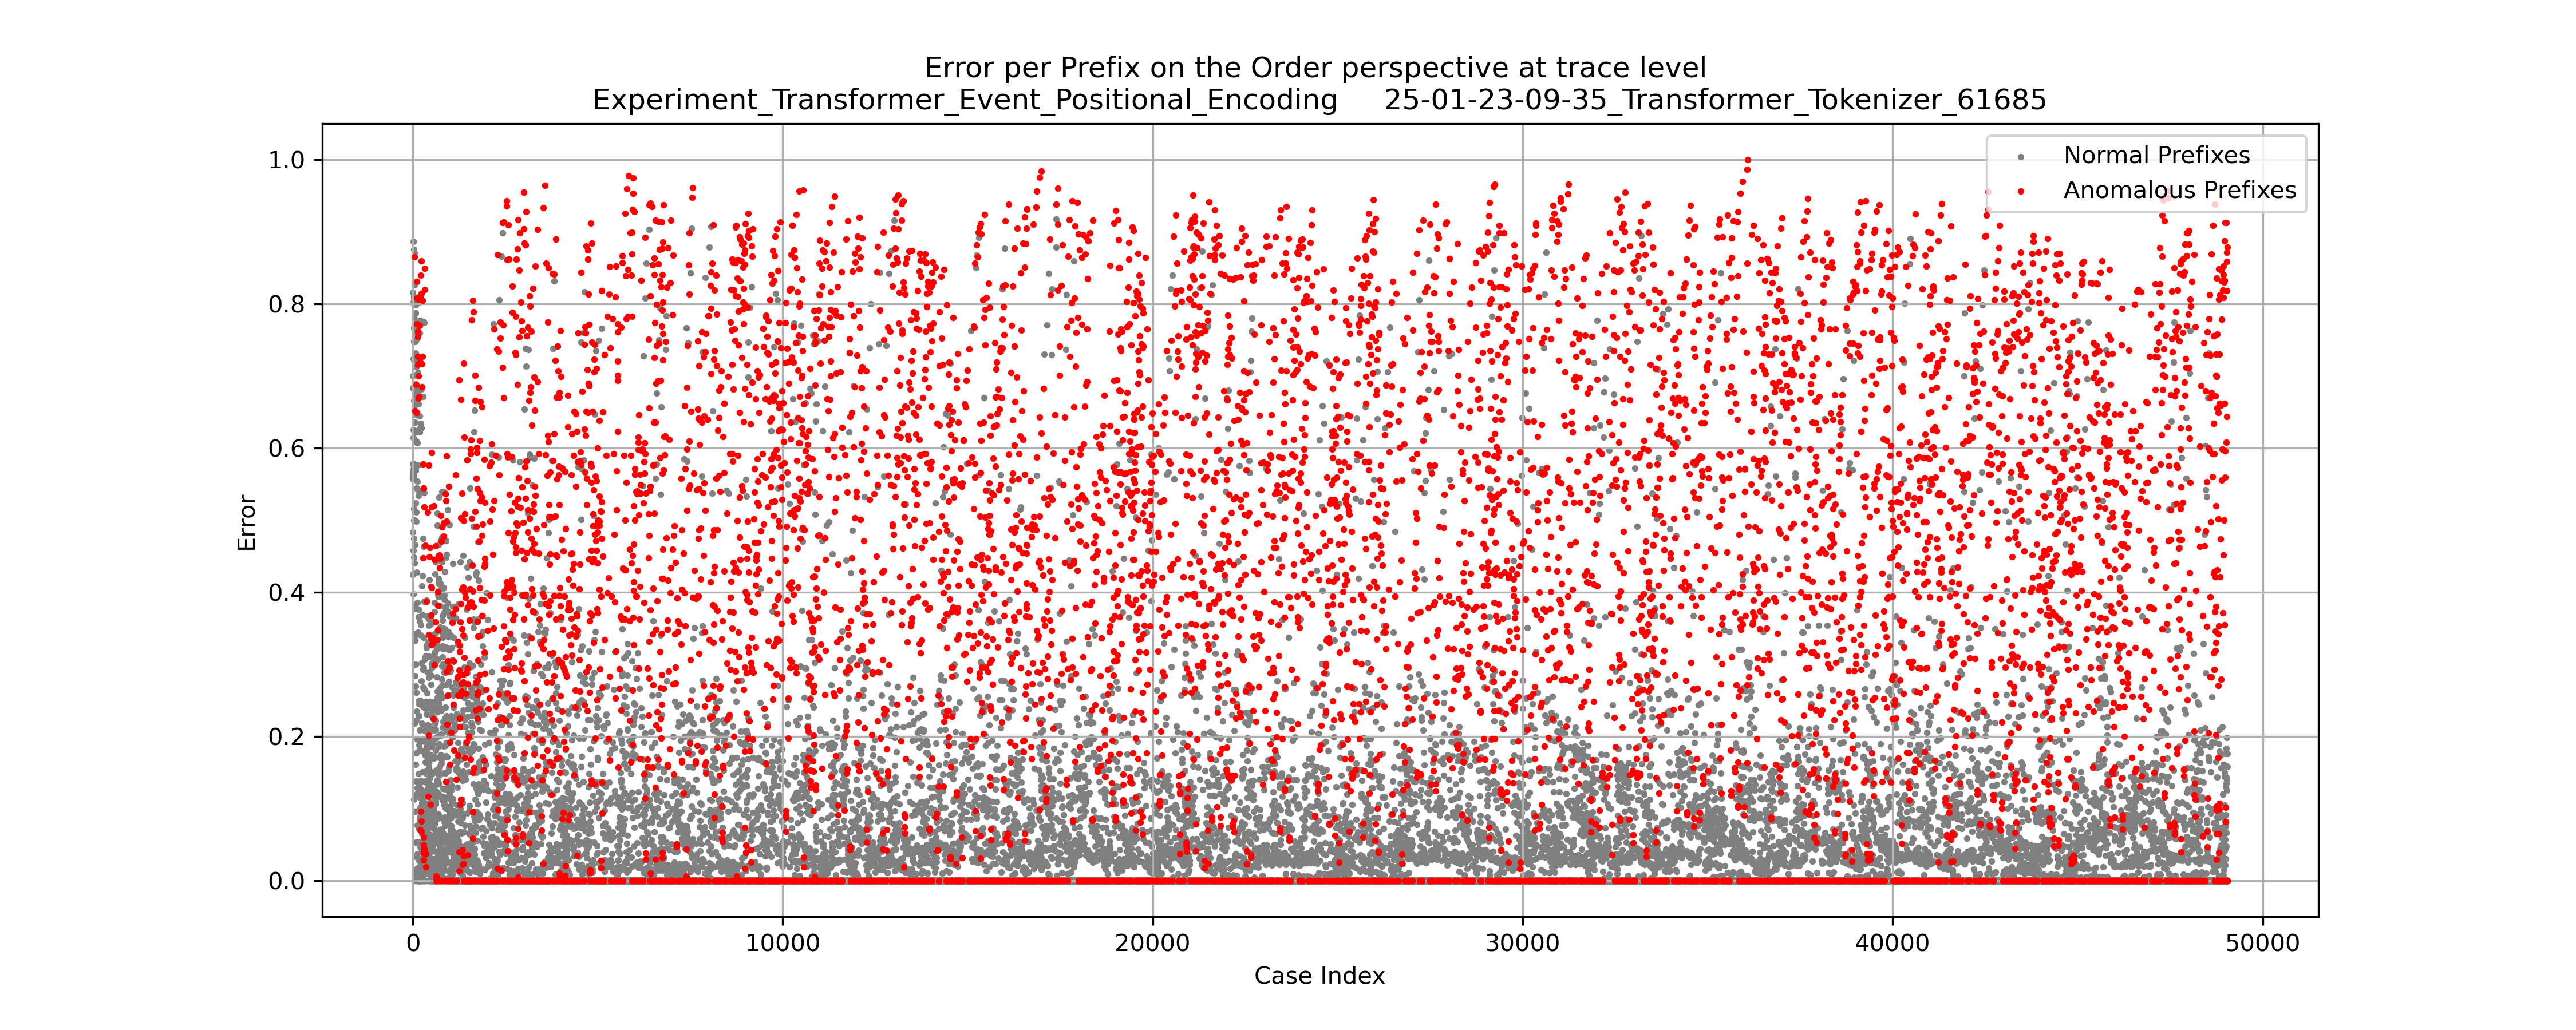 Error per Prefix on the Order perspective at trace level
Experiment_Transformer_Event_Positional_Encoding 25-01-23-09-35_Transformer_Tokenizer_61685
Normal Prefixes
Anomalous Prefixes
1.0
0.8
0.6
0.4
0.2
0.0
Error
0 10000 20000 30000 40000 50000
Case Index